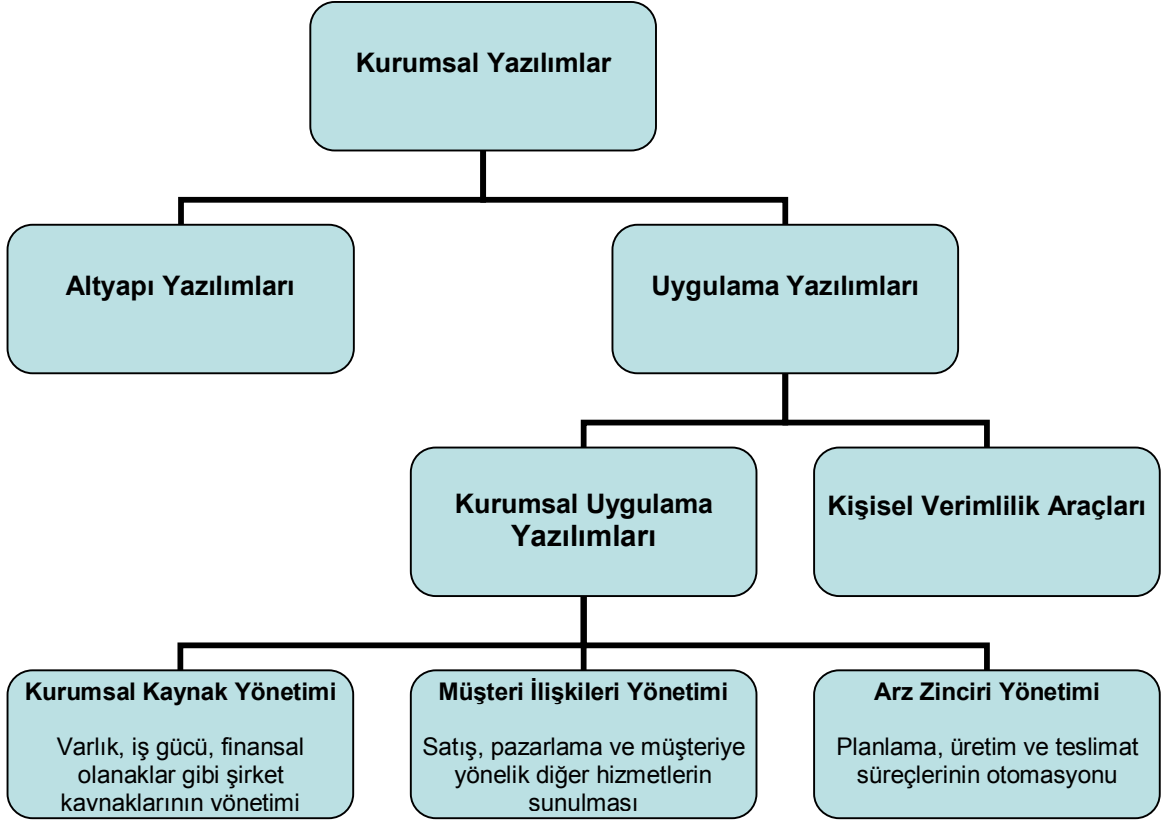 Kurumsal Yazılımlar
Altyapı Yazılımları
Uygulama Yazılımları
Kurumsal Uygulama
Yazılımları
Kişisel Verimlilik Araçları
Kurumsal Kaynak Yönetimi
Varlık, iş gücü, finansal
olanaklar gibi şirket
kaynaklarının yönetimi
Müşteri İlişkileri Yönetimi
Satış, pazarlama ve müşteriye
yönelik diğer hizmetlerin
sunulması
Arz Zinciri Yönetimi
Planlama, üretim ve teslimat
süreçlerinin otomasyonu